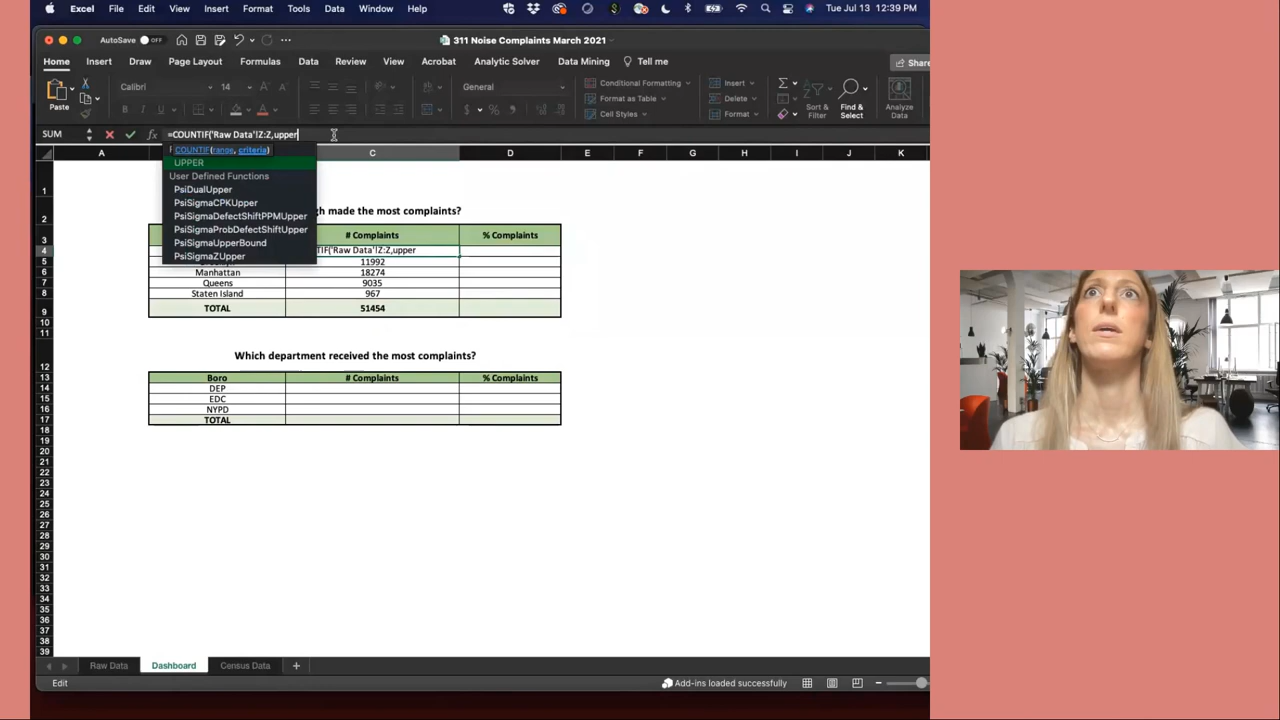 Excel File Edit View Insert Format Tools Data Window Help Tue Jul 13 12:39 PM
AutoSave OFF 311 Noise Complaints March 2021
Home Insert Draw Page Layout Formulas Data Review View Acrobat Analytic Solver Data Mining Tell me Share
Paste Calibri 14 General Conditional Formatting Format as Table Cell Styles Insert Delete Format Sort & Filter Find & Select
SUM fx =COUNTIF('Raw Data'!Z:Z,upper
COUNTIF(range, criteria)
UPPER
User Defined Functions
PsiDualUpper
PsiSigmaCPKUpper
PsiSigmaDefectShiftPPMUpper
PsiSigmaProbDefectShiftUpper
PsiSigmaUpperBound
PsiSigmaZUpper
A C D E F G H I J K
1
2 gh made the most complaints?
3 # Complaints % Complaints
4 TIF('Raw Data'!Z:Z,upper
5 11992
6 Manhattan 18274
7 Queens 9035
8 Staten Island 967
9 TOTAL 51454
10
11
12 Which department received the most complaints?
13 Boro # Complaints % Complaints
14 DEP
15 EDC
16 NYPD
17 TOTAL
18
19
20
21
22
23
24
25
26
27
28
29
30
31
32
33
34
35
36
37
38
39
Raw Data Dashboard Census Data +
Edit Add-ins loaded successfully